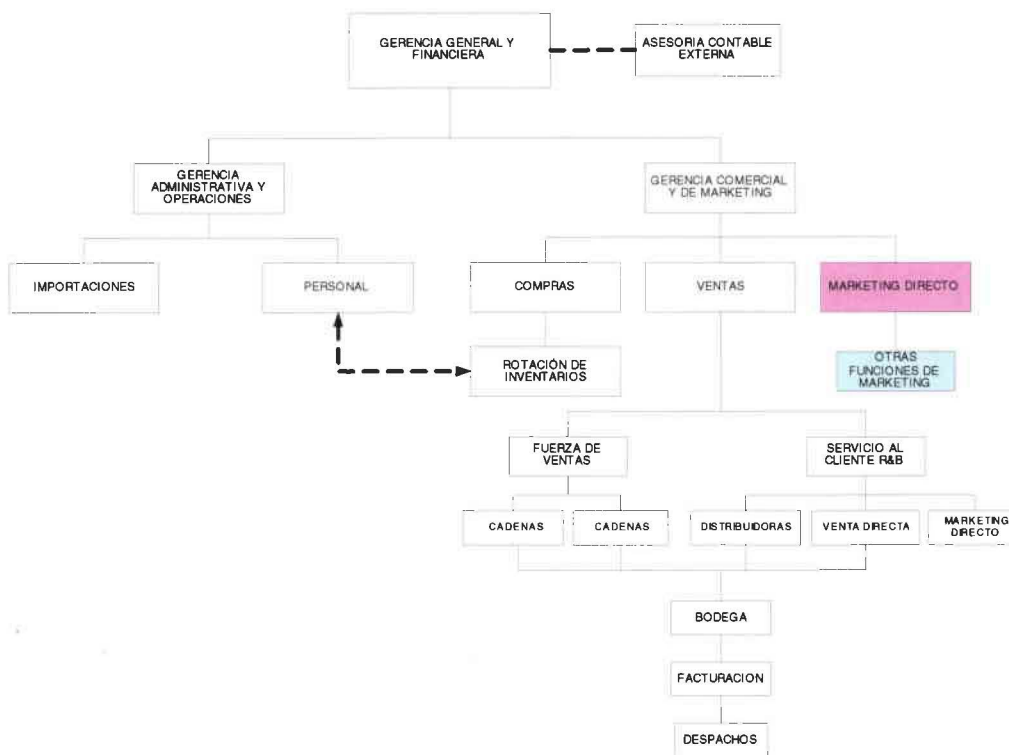 GERENCIA GENERAL Y
FINANCIERA
ASESORIA CONTABLE
EXTERNA
GERENCIA
ADMINISTRATIVA Y
OPERACIONES
GERENCIA COMERCIAL
Y DE MARKETING
IMPORTACIONES
PERSONAL
COMPRAS
VENTAS
MARKETING DIRECTO
ROTACIÓN DE
INVENTARIOS
OTRAS
FUNCIONES DE
MARKETING
FUERZA DE
VENTAS
SERVICIO AL
CLIENTE R&B
CADENAS
CADENAS
DISTRIBUIDORAS
VENTA DIRECTA
MARKETING
DIRECTO
BODEGA
FACTURACION
DESPACHOS